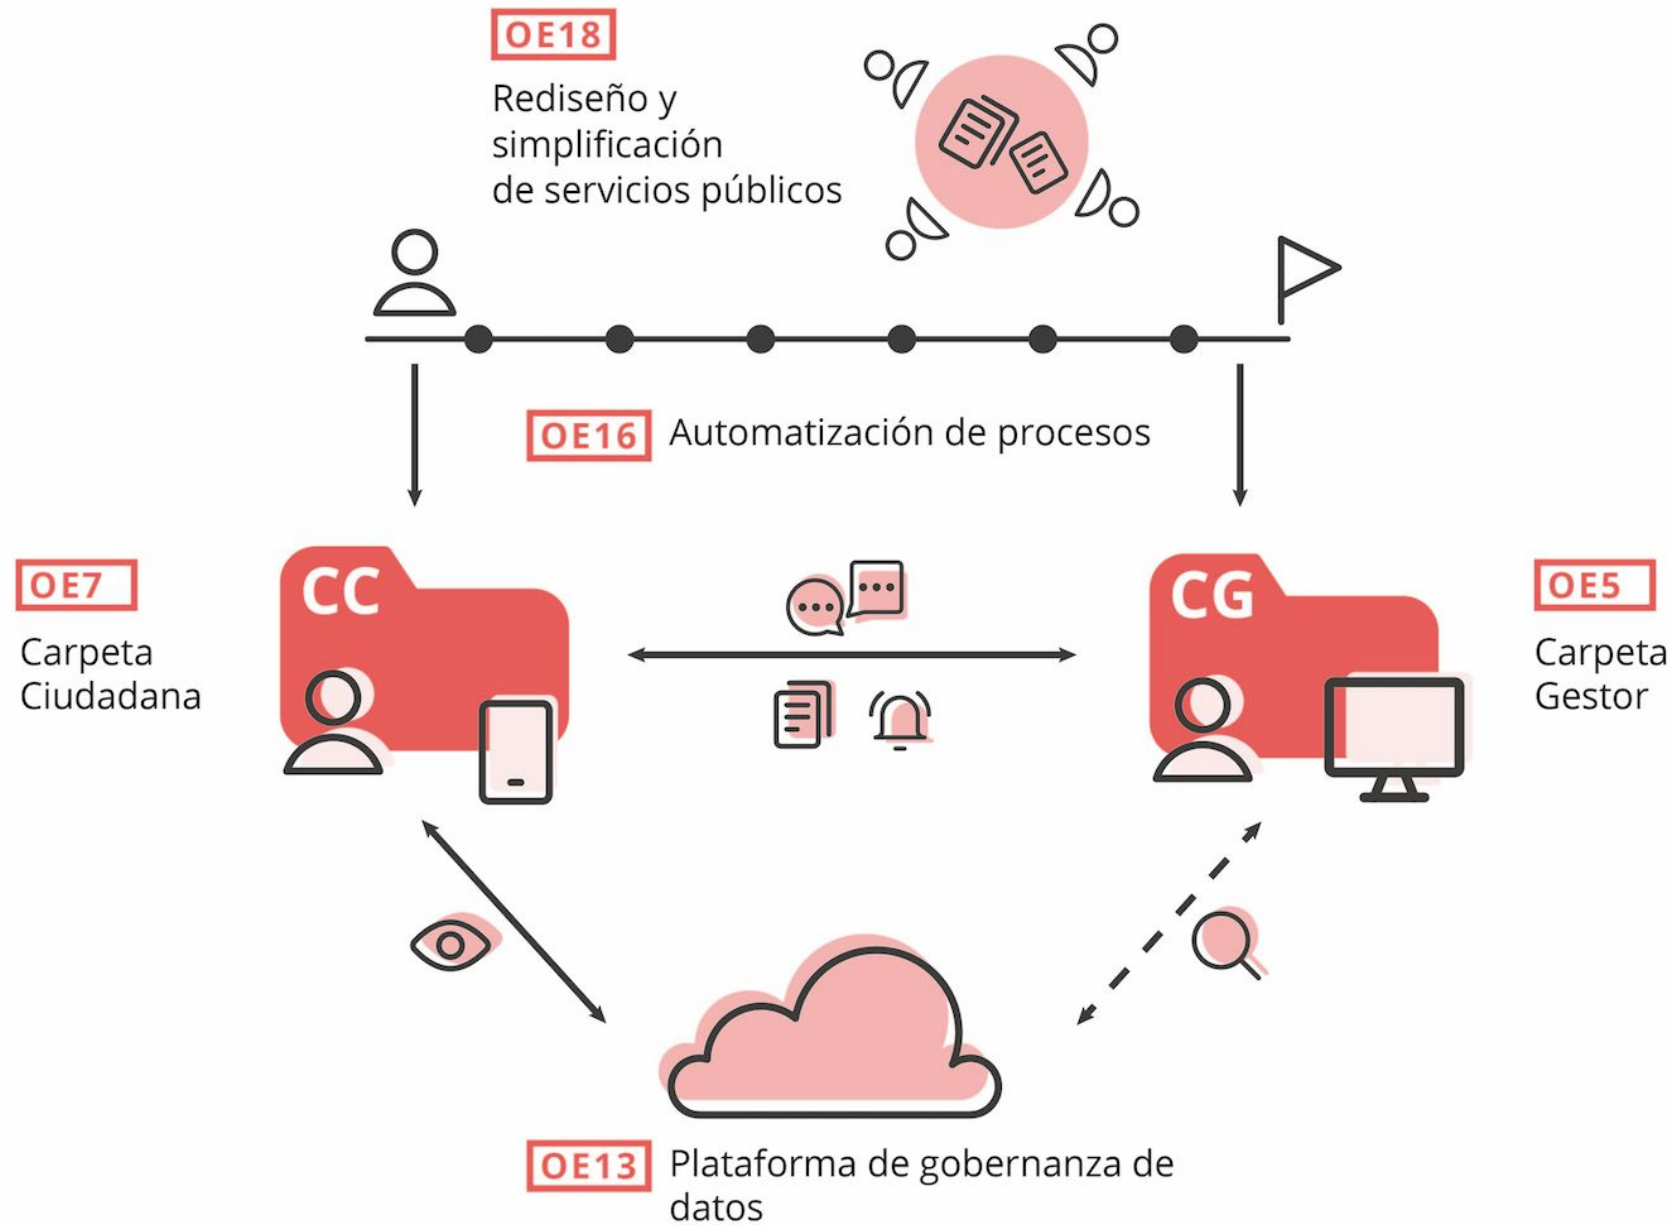 OE18
Rediseño y
simplificación
de servicios públicos
OE16 Automatización de procesos
OE7
Carpeta
Ciudadana
CC
CG
OE5
Carpeta
Gestor
OE13 Plataforma de gobernanza de
datos